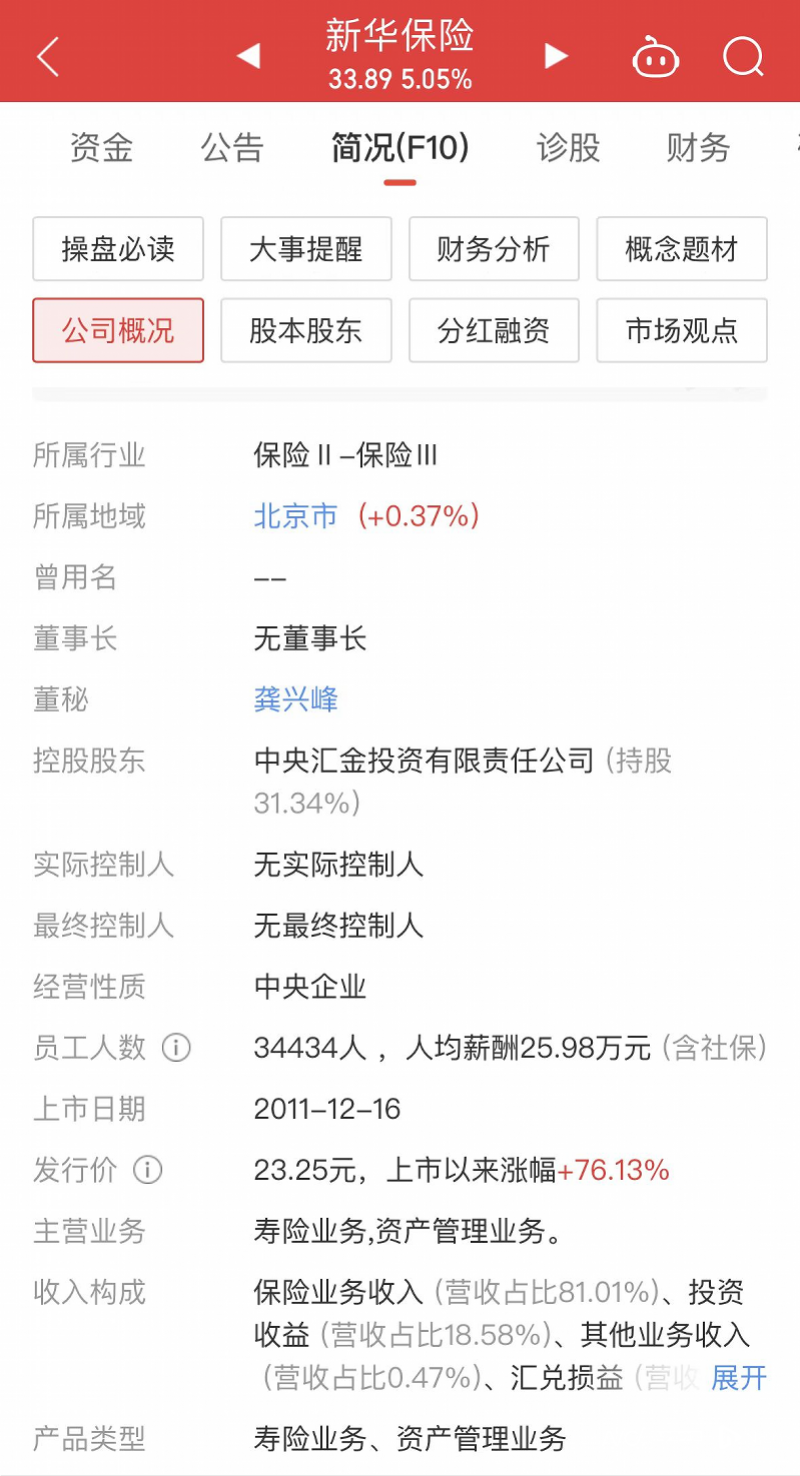 新华保险
33.89 5.05%
资金 公告 简况(F10) 诊股 财务
操盘必读 大事提醒 财务分析 概念题材
公司概况 股本股东 分红融资 市场观点
所属行业 保险Ⅱ–保险Ⅲ
所属地域 北京市 (+0.37%)
曾用名 --
董事长 无董事长
董秘 龚兴峰
控股股东 中央汇金投资有限责任公司 (持股
31.34%)
实际控制人 无实际控制人
最终控制人 无最终控制人
经营性质 中央企业
员工人数 34434人 ，人均薪酬25.98万元 (含社保)
上市日期 2011–12–16
发行价 23.25元，上市以来涨幅+76.13%
主营业务 寿险业务,资产管理业务。
收入构成 保险业务收入 (营收占比81.01%)、投资
收益 (营收占比18.58%)、其他业务收入
(营收占比0.47%)、汇兑损益 (营收 展开
产品类型 寿险业务、资产管理业务